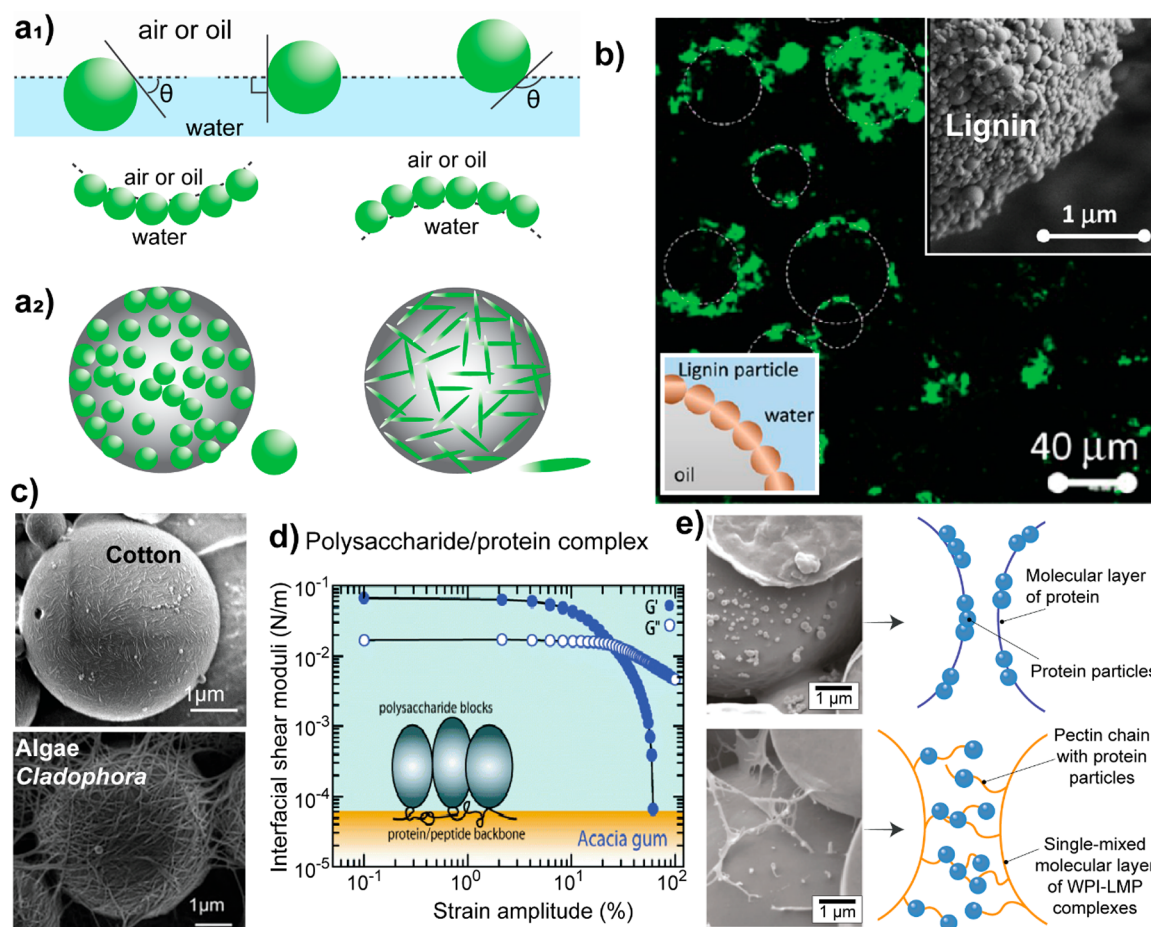 a₁)
air or oil
θ
θ
water
air or oil
water
air or oil
water
a₂)
b)
Lignin
1 µm
Lignin particle
water
oil
40 µm
c)
Cotton
1µm
Algae
Cladophora
1µm
d) Polysaccharide/protein complex
Interfacial shear moduli (N/m)
10⁻¹
10⁻²
10⁻³
10⁻⁴
10⁻⁵
G'
G"
polysaccharide blocks
protein/peptide backbone
Acacia gum
10⁻¹
10⁰
10¹
10²
Strain amplitude (%)
e)
1 µm
Molecular layer
of protein
Protein particles
1 µm
Pectin chain
with protein
particles
Single-mixed
molecular layer
of WPI-LMP
complexes